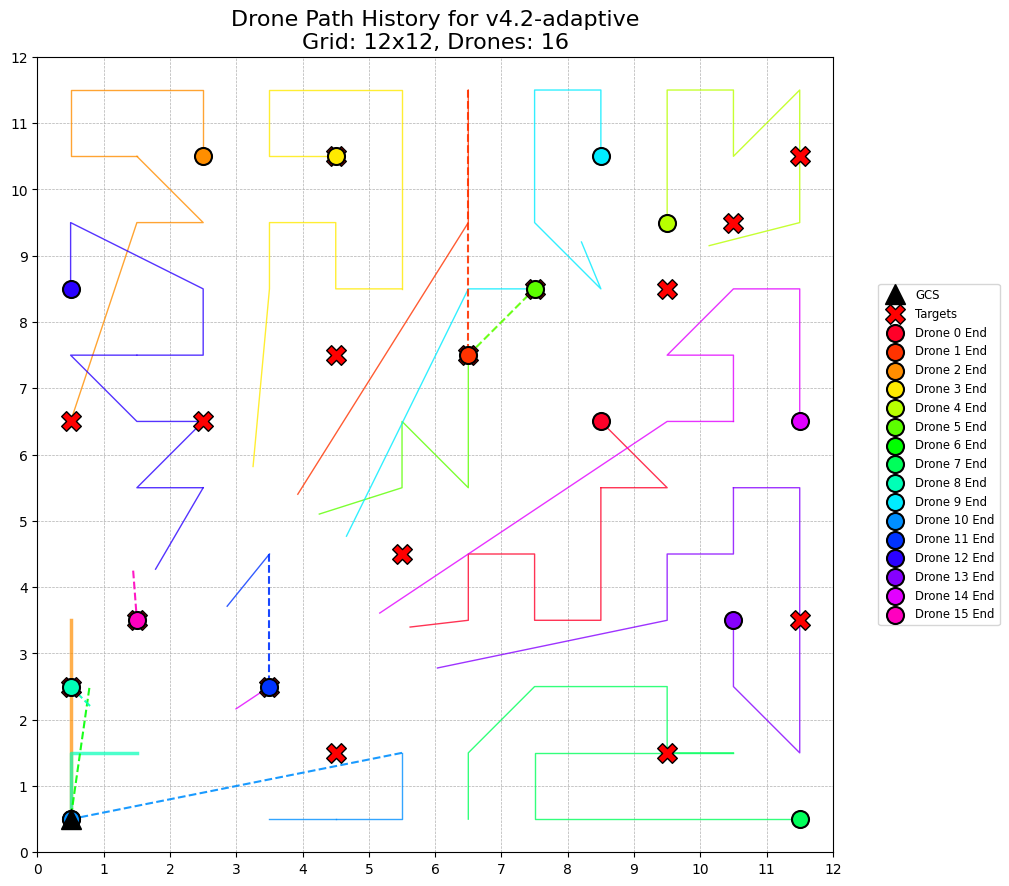 Drone Path History for v4.2-adaptive
Grid: 12x12, Drones: 16
12
11
10
9
8
7
6
5
4
3
2
1
0
0 1 2 3 4 5 6 7 8 9 10 11 12
GCS
Targets
Drone 0 End
Drone 1 End
Drone 2 End
Drone 3 End
Drone 4 End
Drone 5 End
Drone 6 End
Drone 7 End
Drone 8 End
Drone 9 End
Drone 10 End
Drone 11 End
Drone 12 End
Drone 13 End
Drone 14 End
Drone 15 End